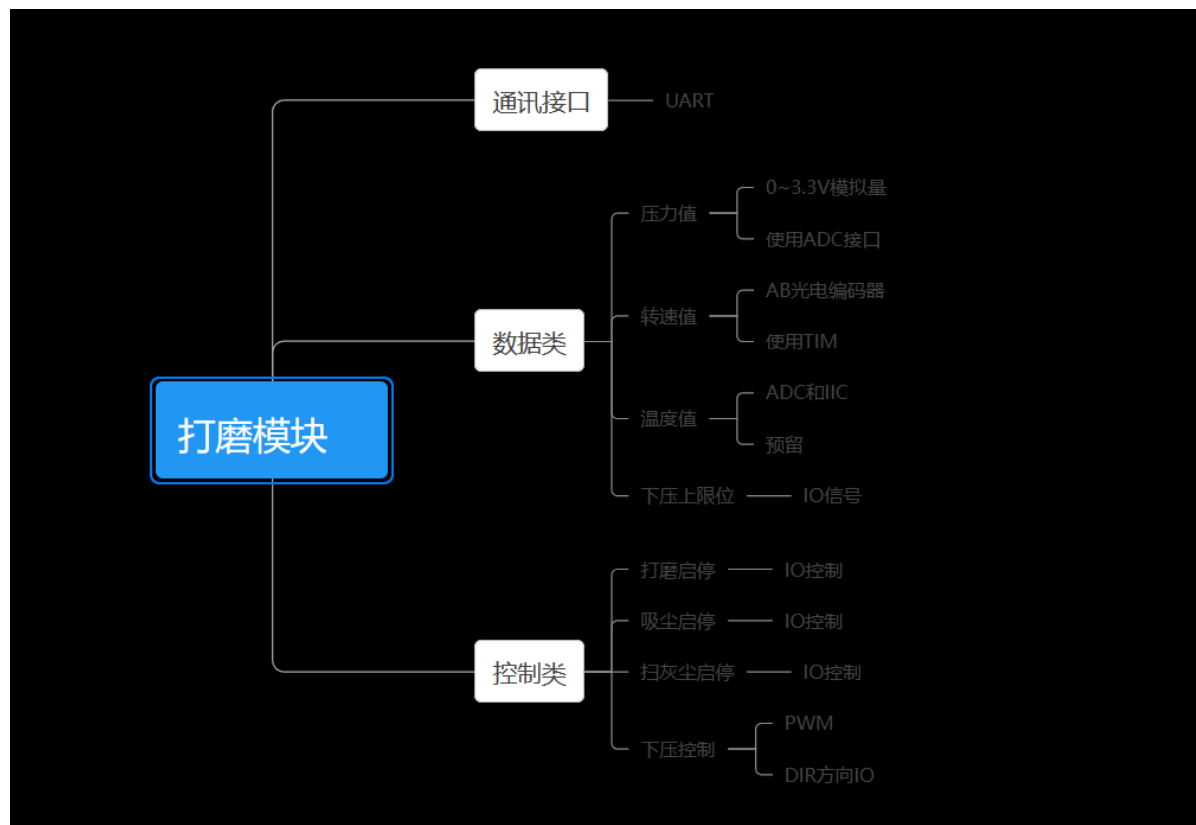 打磨模块
通讯接口
UART
数据类
压力值
0~3.3V模拟量
使用ADC接口
转速值
AB光电编码器
使用TIM
温度值
ADC和IIC
预留
下压上限位
IO信号
控制类
打磨启停
IO控制
吸尘启停
IO控制
扫灰尘启停
IO控制
下压控制
PWM
DIR方向IO